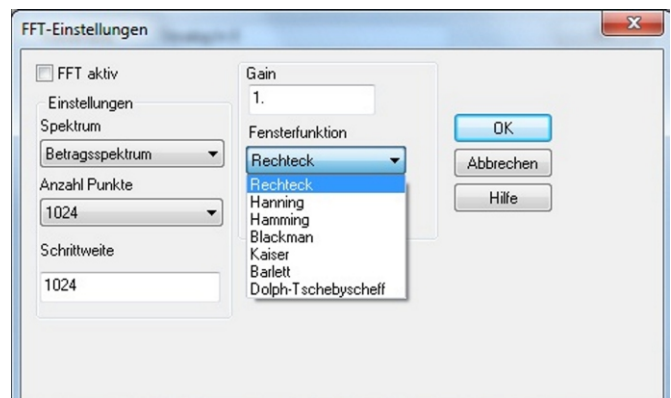 FFT-Einstellungen
FFT aktiv
Einstellungen
Spektrum
Betragsspektrum
Anzahl Punkte
1024
Schrittweite
1024
Gain
1.
Fensterfunktion
Rechteck
Rechteck
Hanning
Hamming
Blackman
Kaiser
Barlett
Dolph-Tschebyscheff
OK
Abbrechen
Hilfe